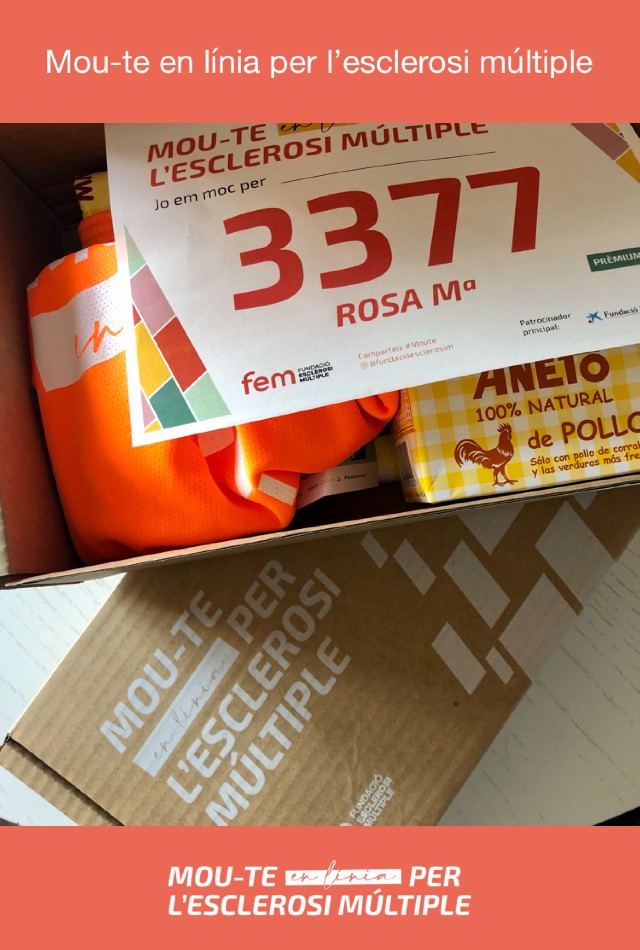 Mou-te en línia per l’esclerosi múltiple
MOU-TE en línia
L'ESCLEROSI MÚLTIPLE
Jo em moc per
3377
ROSA Mª
PRÈMIUM
Patrocinador
principal:
Fundació
Comparteix #Moute
@fundacioesclerosim
fem FUNDACIÓ
ESCLEROSI
MÚLTIPLE
en
ANETO
100% NATURAL
de POLLO
Sólo con pollo de corral
y las verduras más fre
MOU-TE
en línia PER
L'ESCLEROSI
MÚLTIPLE
FUNDACIÓ
ESCLEROSI
MÚLTIPLE
MOU-TE en línia PER
L'ESCLEROSI MÚLTIPLE